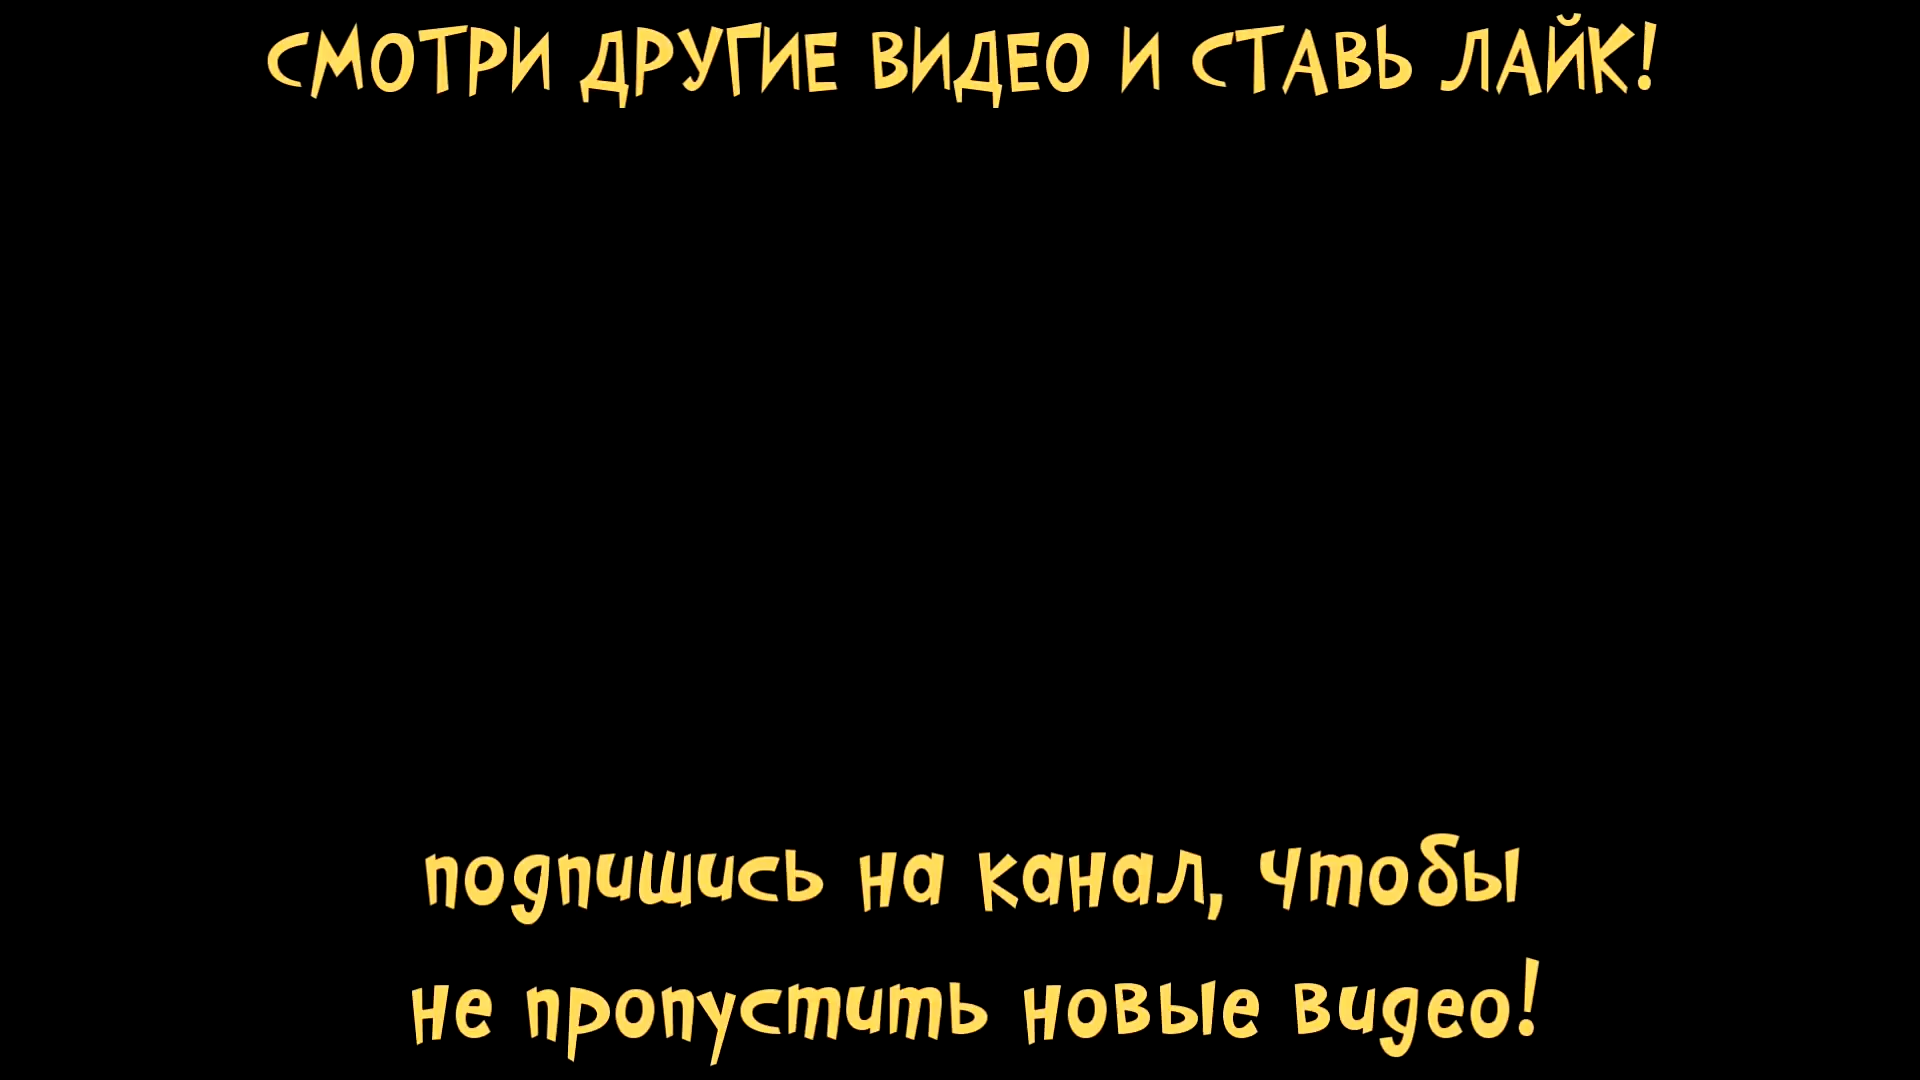 СМОТРИ ДРУГИЕ ВИДЕО И СТАВЬ ЛАЙК!
подпишись на канал, чтобы
не пропустить новые видео!